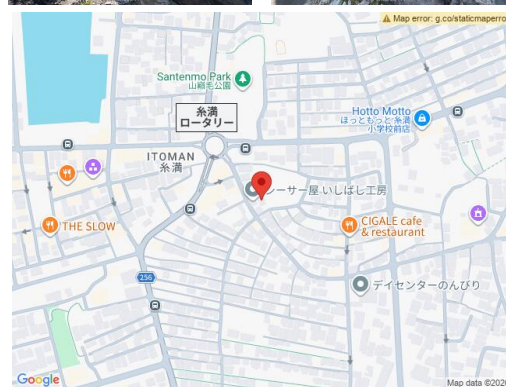 Map error: g.co/staticmaperro
Santenmo Park
山巓毛公園
糸満
ロータリー
Hotto Motto
ほっともっと 糸満
小学校前店
ITOMAN
糸満
シーサー屋 いしばし工房
THE SLOW
CIGALE cafe
& restaurant
256
デイセンターのんびり
Google
Map data ©2026